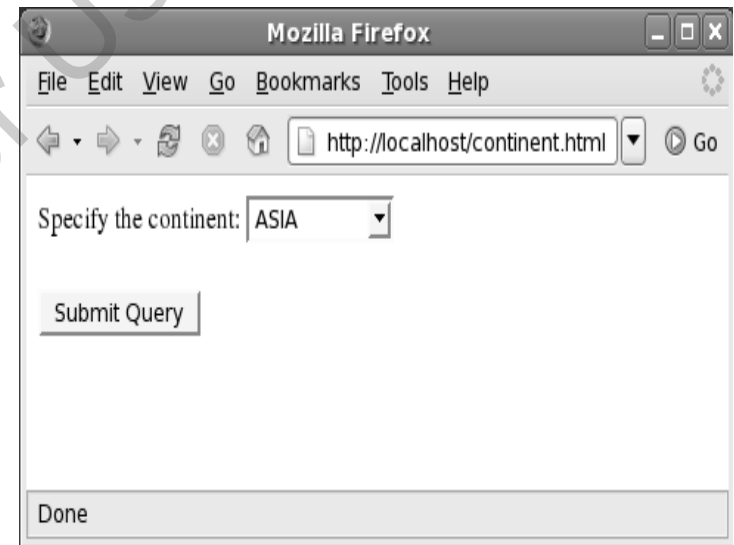 Mozilla Firefox
File Edit View Go Bookmarks Tools Help
http://localhost/continent.html Go
Specify the continent: ASIA
Submit Query
Done